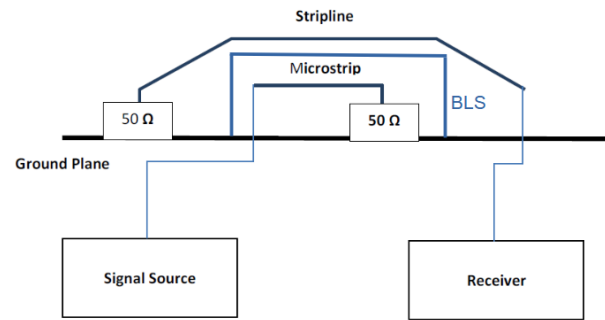 Stripline
Microstrip
BLS
50 Ω
50 Ω
Ground Plane
Signal Source
Receiver